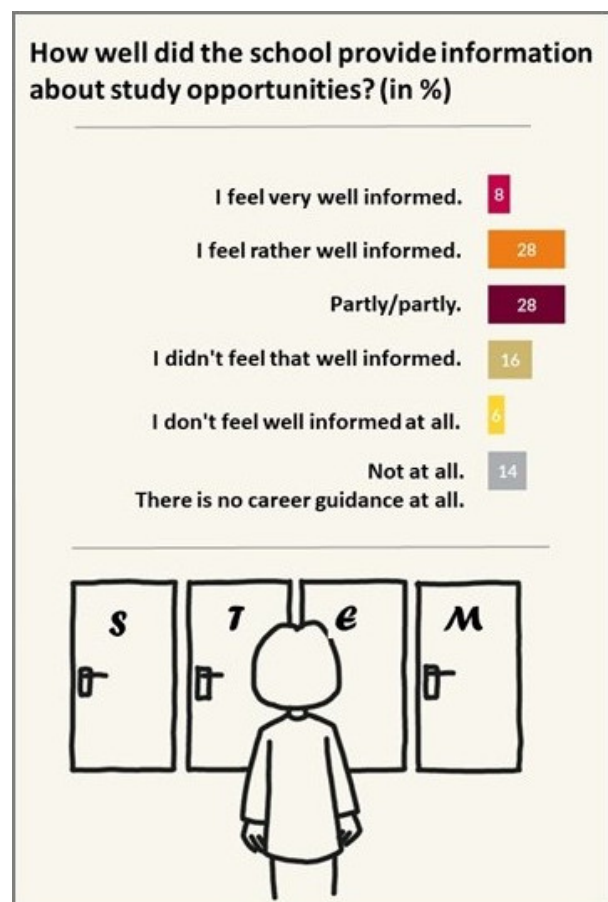 How well did the school provide information
about study opportunities? (in %)
I feel very well informed. 8
I feel rather well informed. 28
Partly/partly. 28
I didn't feel that well informed. 16
I don't feel well informed at all. 6
Not at all. 14
There is no career guidance at all.
S T E M